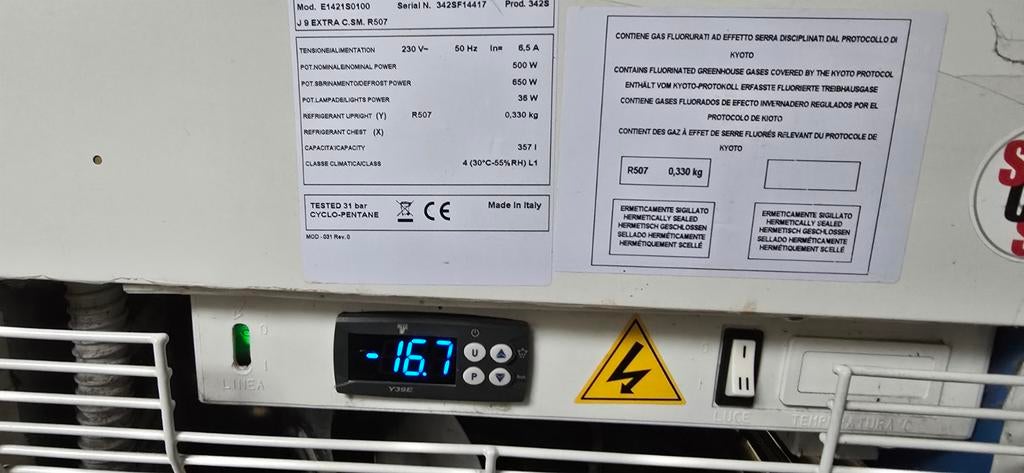 Mod. E1421S0100 Serial N. 342SF14417 Prod. 342S
J 9 EXTRA C.SM. R507
TENSIONE/ALIMENTATION 230 V~ 50 Hz In= 6,5 A
POT.NOMINALE/NOMINAL POWER 500 W
POT.SBRINAMENTO/DEFROST POWER 650 W
POT.LAMPADE/LIGHTS POWER 36 W
REFRIGERANT UPRIGHT (Y) R507 0,330 kg
REFRIGERANT CHEST (X)
CAPACITA'/CAPACITY 357 l
CLASSE CLIMATICA/CLASS 4 (30°C-55%RH) L1
TESTED 31 bar
CYCLO-PENTANE
CE
Made in Italy
MOD - 031 Rev. 0
CONTIENE GAS FLUORURATI AD EFFETTO SERRA DISCIPLINATI DAL PROTOCOLLO DI
KYOTO
CONTAINS FLUORINATED GREENHOUSE GASES COVERED BY THE KYOTO PROTOCOL
ENTHÄLT VOM KYOTO-PROTOKOLL ERFASSTE FLUORIERTE TREIBHAUSGASE
CONTIENE GASES FLUORADOS DE EFECTO INVERNADERO REGULADOS POR EL
PROTOCOLO DE KIOTO
CONTIENT DES GAZ À EFFET DE SERRE FLUORÉS RELEVANT DU PROTOCOLE DE
KYOTO
R507 0,330 kg
ERMETICAMENTE SIGILLATO
HERMETICALLY SEALED
HERMETISCH GESCHLOSSEN
SELLADO HERMÉTICAMENTE
HERMÉTIQUEMENT SCELLÉ
ERMETICAMENTE SIGILLATO
HERMETICALLY SEALED
HERMETISCH GESCHLOSSEN
SELLADO HERMÉTICAMENTE
HERMÉTIQUEMENT SCELLÉ
0
I
LINEA
-16.7
U
P
Y39E
I
II
LUCE
TEMPERATURA °C